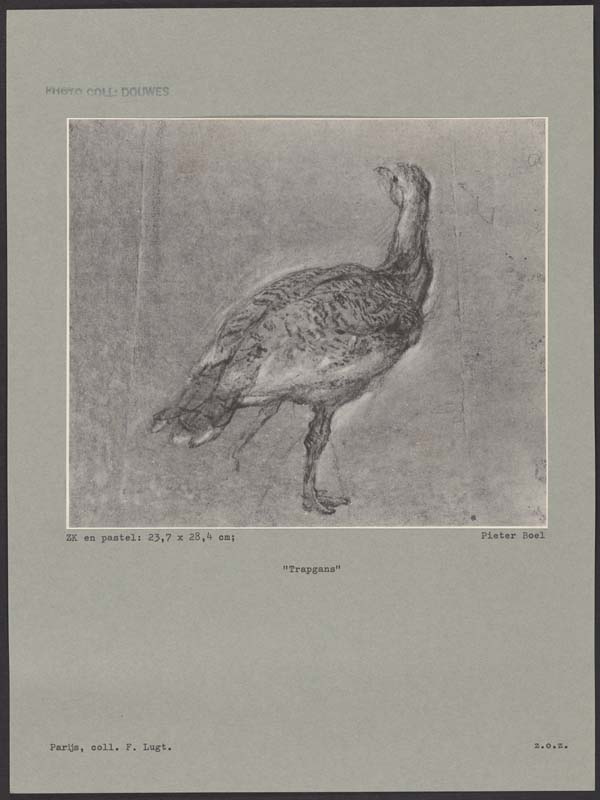 PHOTO COLL: DOUWES
ZK en pastel: 23,7 x 28,4 cm;
Pieter Boel
"Trapgans"
Parijs, coll. F. Lugt.
z.o.z.